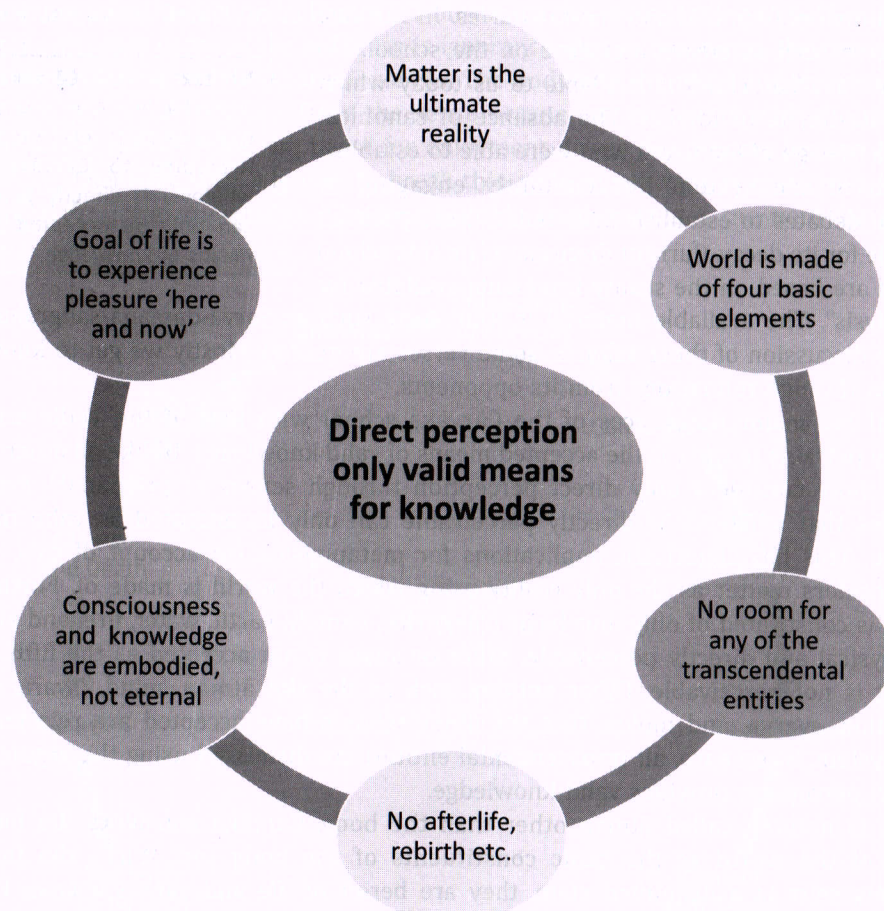 Matter is the
ultimate
reality
World is made
of four basic
elements
No room for
any of the
transcendental
entities
No afterlife,
rebirth etc.
Consciousness
and knowledge
are embodied,
not eternal
Goal of life is
to experience
pleasure ‘here
and now’
Direct perception
only valid means
for knowledge